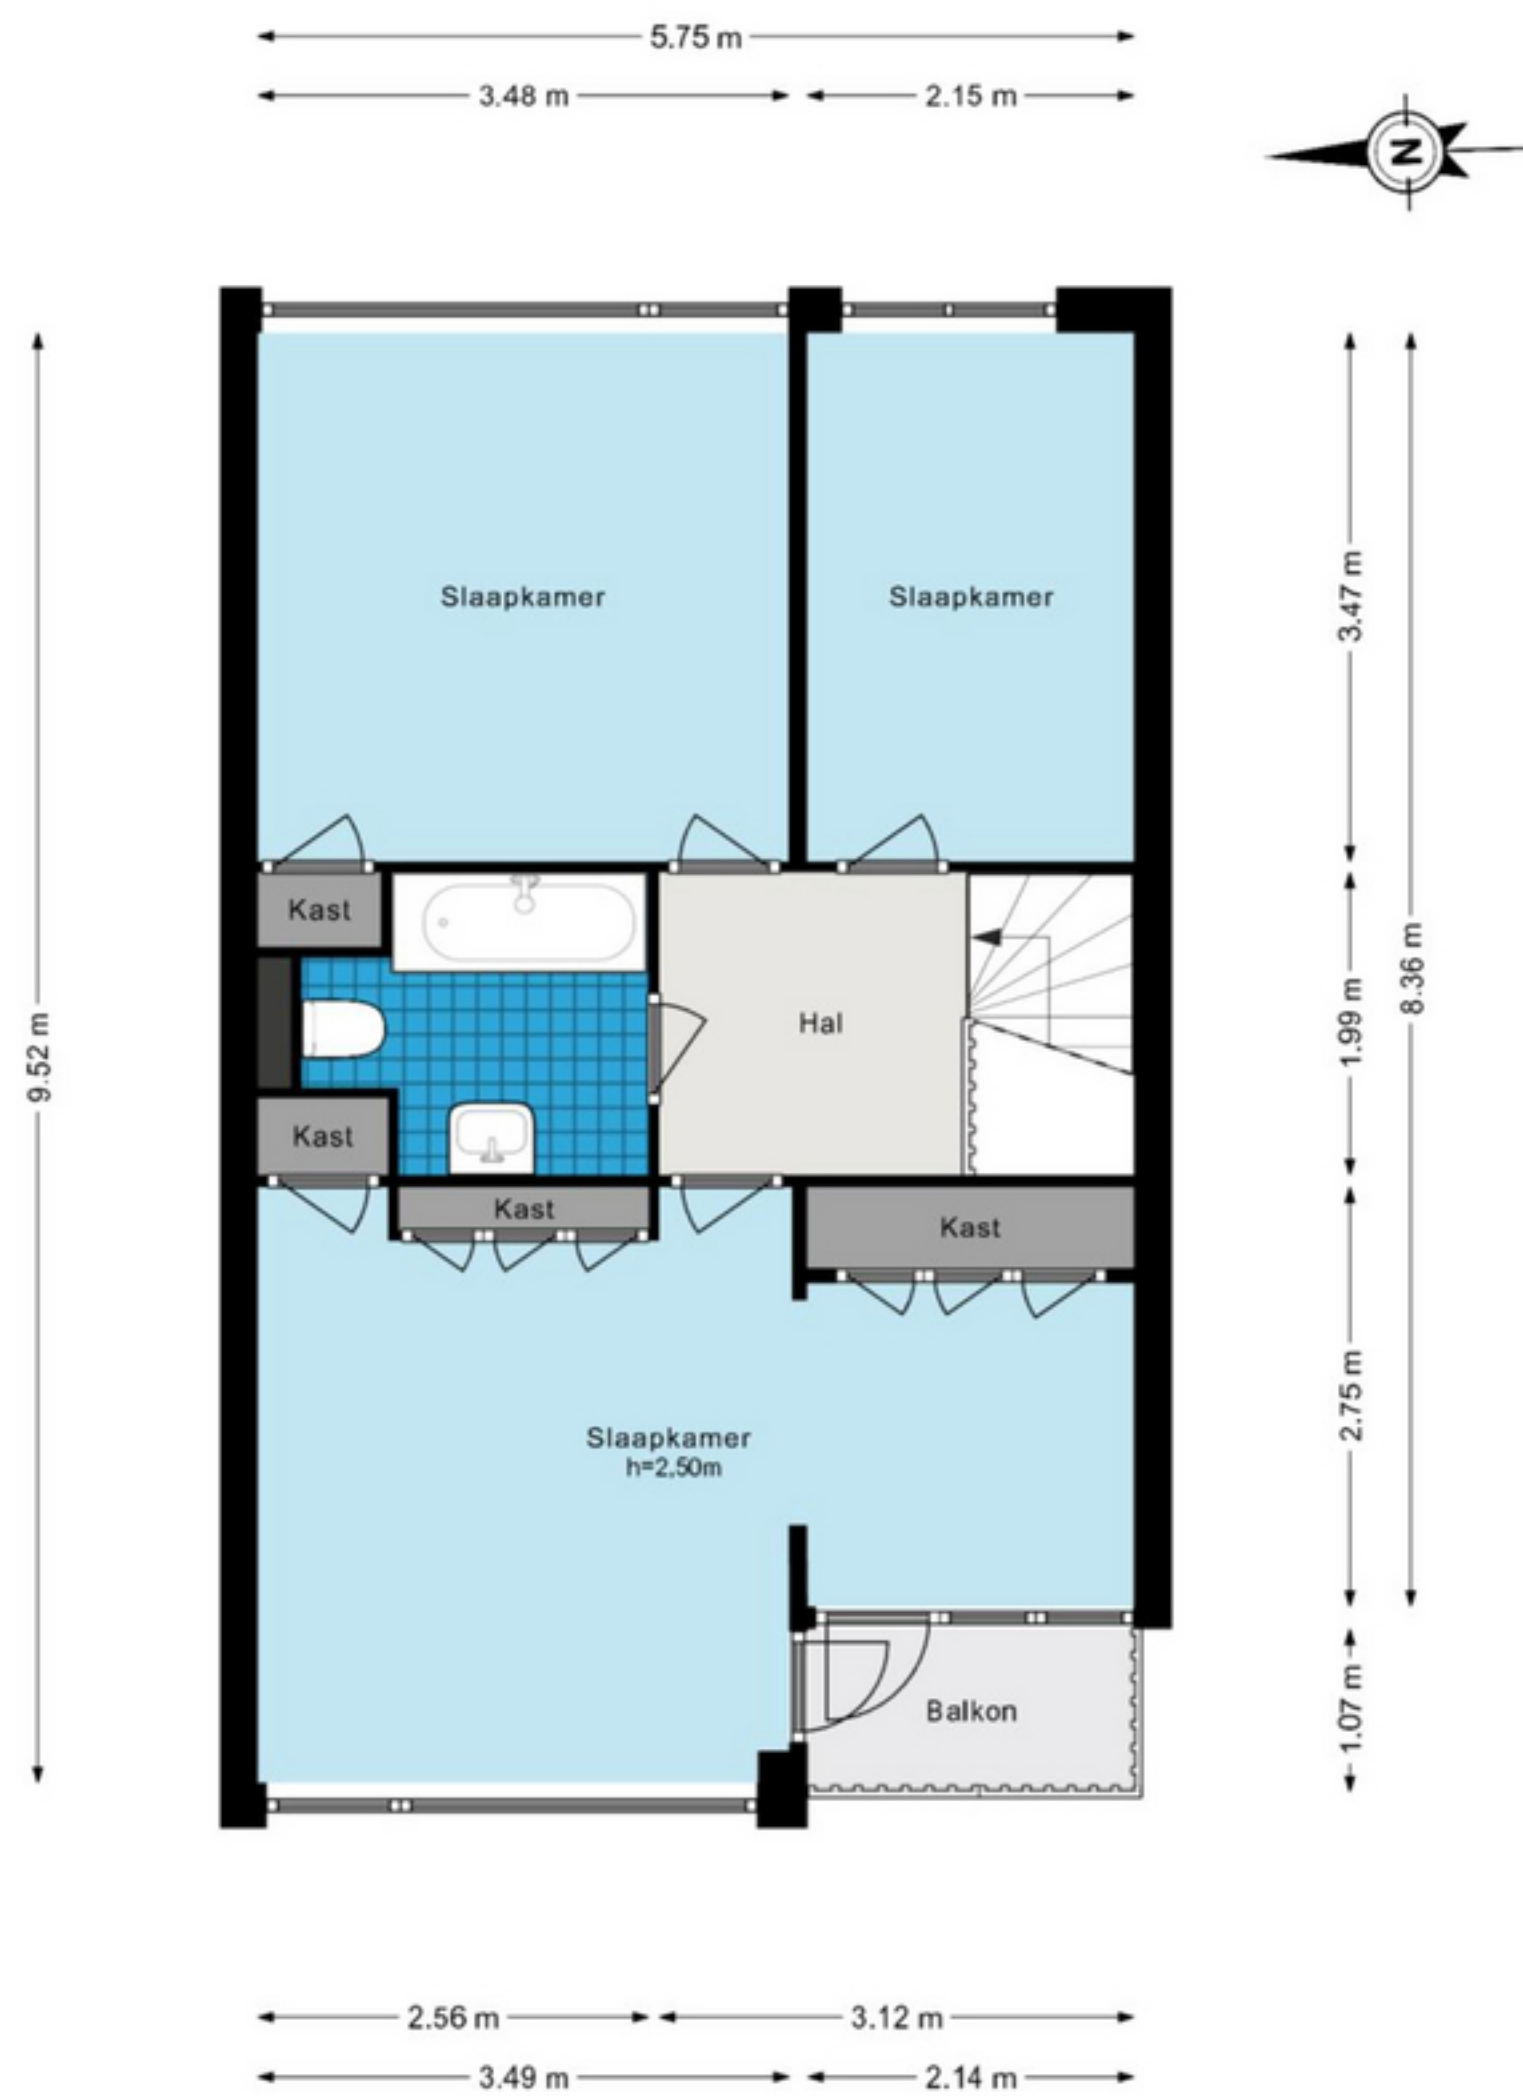 5.75 m
3.48 m
2.15 m
N
Slaapkamer
Slaapkamer
3.47 m
Kast
8.36 m
Hal
1.99 m
9.52 m
Kast
Kast
Kast
2.75 m
Slaapkamer
h=2,50m
Balkon
1.07 m
2.56 m
3.12 m
3.49 m
2.14 m